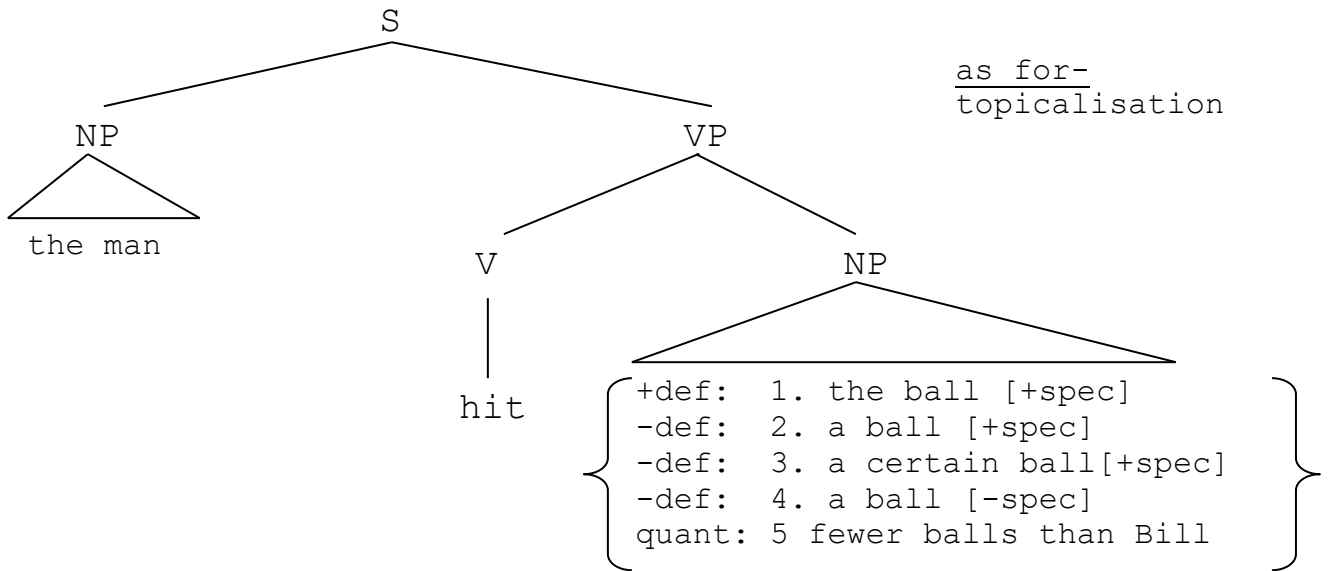 S
as for-
topicalisation
NP VP
the man
V NP
hit
+def: 1. the ball [+spec]
-def: 2. a ball [+spec]
-def: 3. a certain ball[+spec]
-def: 4. a ball [-spec]
quant: 5 fewer balls than Bill